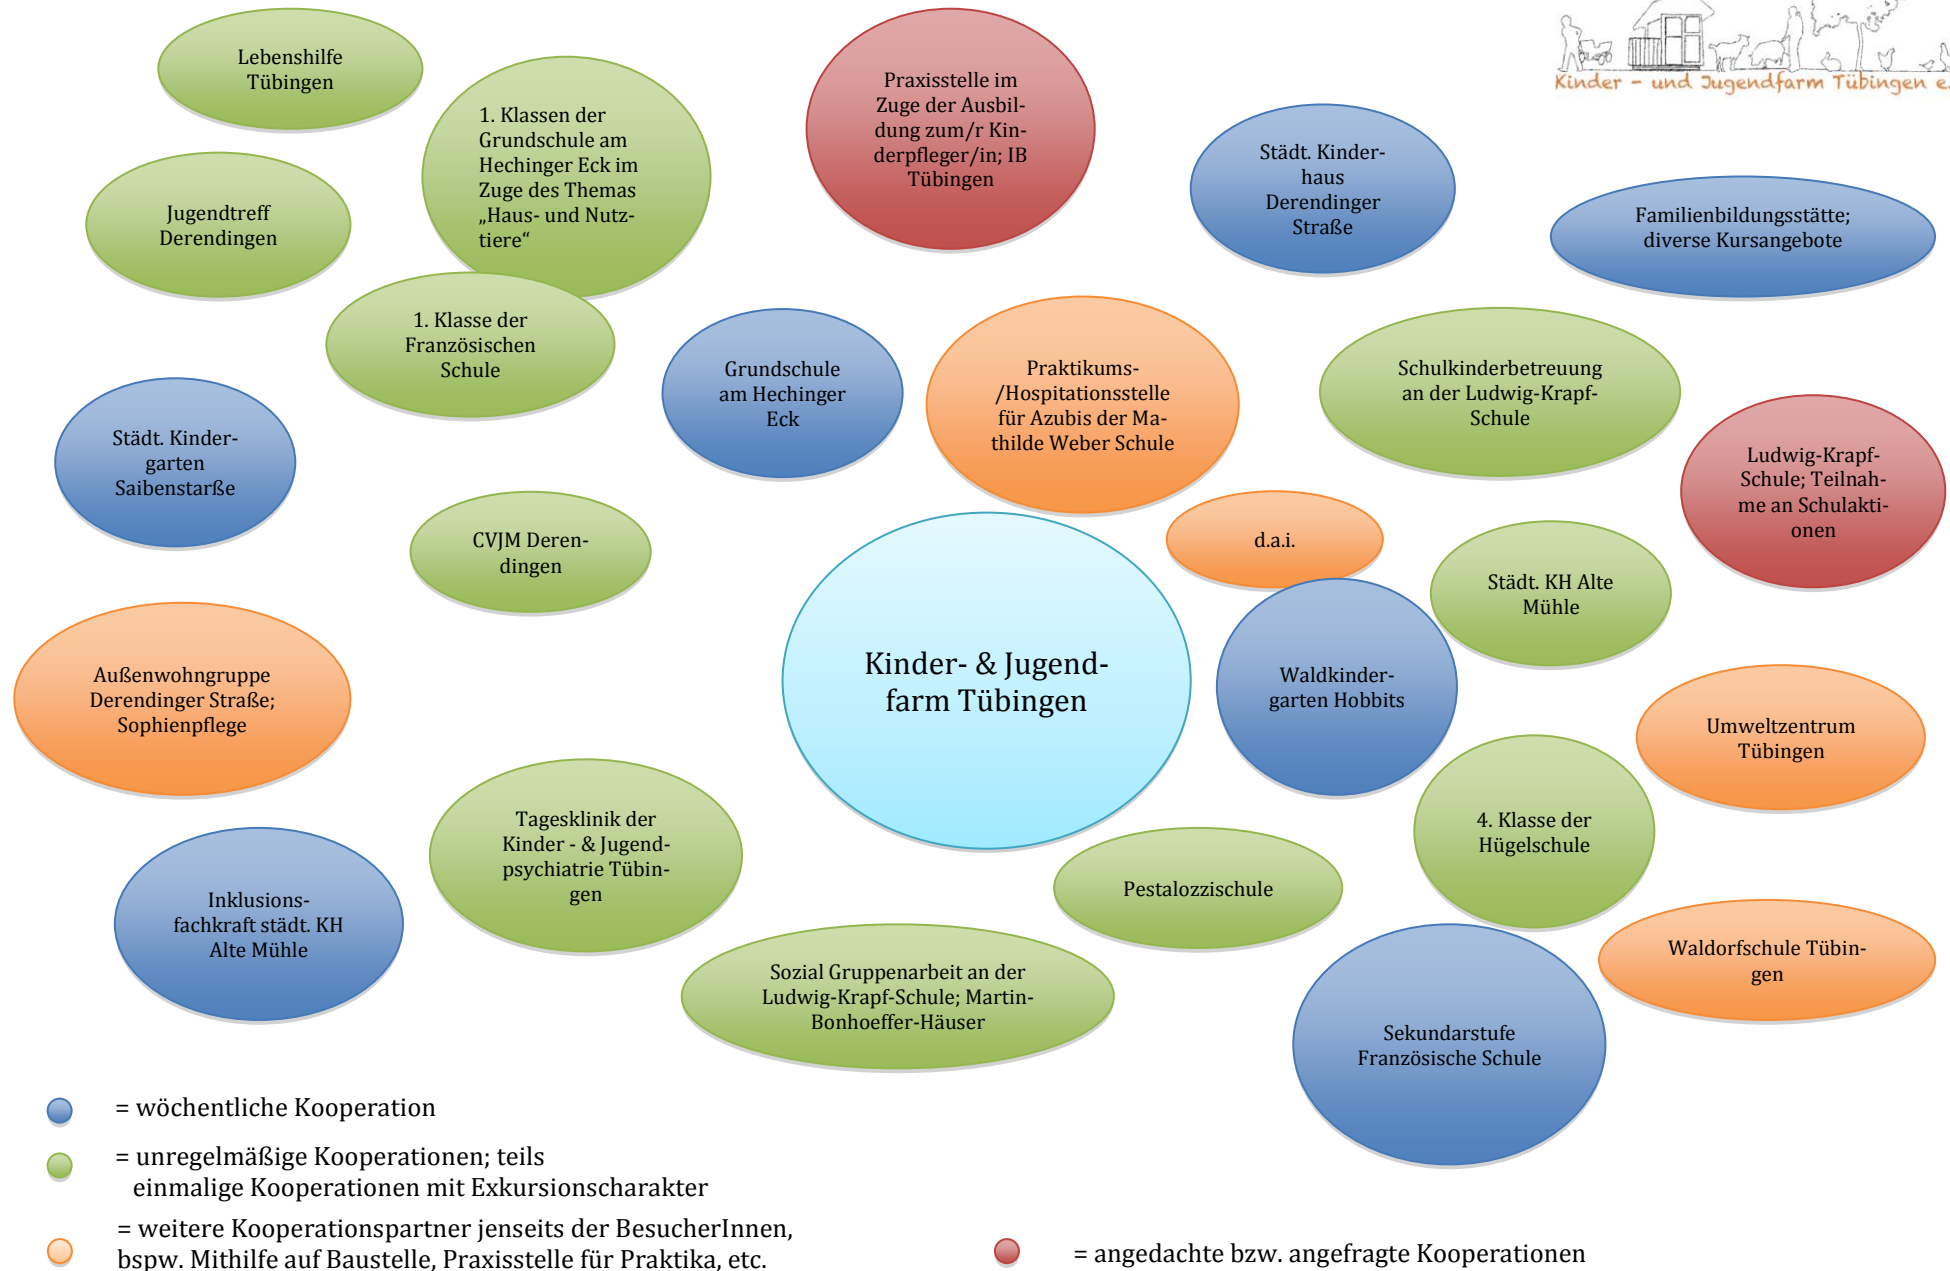 Kinder - und Jugendfarm Tübingen e.
Lebenshilfe
Tübingen
1. Klassen der
Grundschule am
Hechinger Eck im
Zuge des Themas
„Haus- und Nutz-
tiere“
Praxisstelle im
Zuge der Ausbil-
dung zum/r Kin-
derpfleger/in; IB
Tübingen
Städt. Kinder-
haus
Derendinger
Straße
Familienbildungsstätte;
diverse Kursangebote
Jugendtreff
Derendingen
1. Klasse der
Französischen
Schule
Grundschule
am Hechinger
Eck
Praktikums-
/Hospitationsstelle
für Azubis der Ma-
thilde Weber Schule
Schulkinderbetreuung
an der Ludwig-Krapf-
Schule
Ludwig-Krapf-
Schule; Teilnah-
me an Schulakti-
onen
Städt. Kinder-
garten
Saibenstarße
CVJM Deren-
dingen
d.a.i.
Städt. KH Alte
Mühle
Außenwohngruppe
Derendinger Straße;
Sophienpflege
Kinder- & Jugend-
farm Tübingen
Waldkinder-
garten Hobbits
Umweltzentrum
Tübingen
Tagesklinik der
Kinder - & Jugend-
psychiatrie Tübin-
gen
4. Klasse der
Hügelschule
Inklusions-
fachkraft städt. KH
Alte Mühle
Pestalozzischule
Waldorfschule Tübin-
gen
Sozial Gruppenarbeit an der
Ludwig-Krapf-Schule; Martin-
Bonhoeffer-Häuser
Sekundarstufe
Französische Schule
= wöchentliche Kooperation
= unregelmäßige Kooperationen; teils
einmalige Kooperationen mit Exkursionscharakter
= weitere Kooperationspartner jenseits der BesucherInnen,
bspw. Mithilfe auf Baustelle, Praxisstelle für Praktika, etc.
= angedachte bzw. angefragte Kooperationen